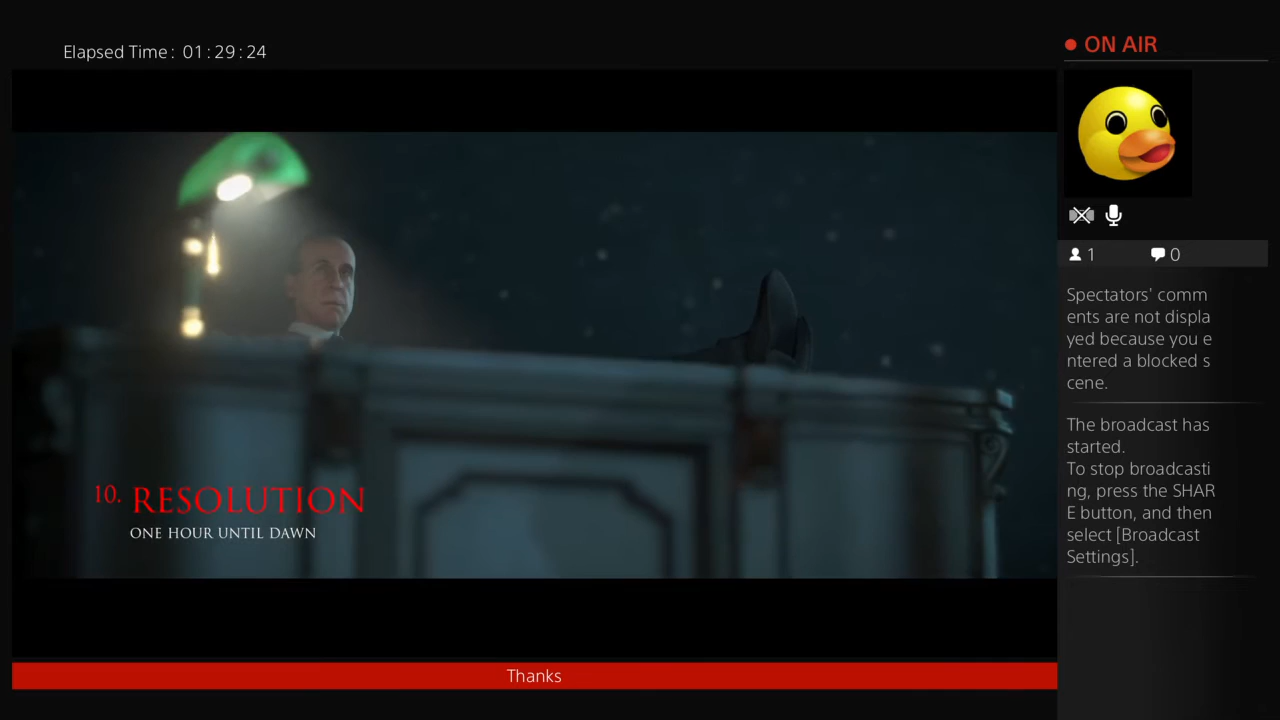 Elapsed Time: 01:29:24
ON AIR
1
0
Spectators' comm
ents are not displa
yed because you e
ntered a blocked s
cene.
The broadcast has
started.
To stop broadcasti
ng, press the SHAR
E button, and then
select [Broadcast
Settings].
10. RESOLUTION
ONE HOUR UNTIL DAWN
Thanks